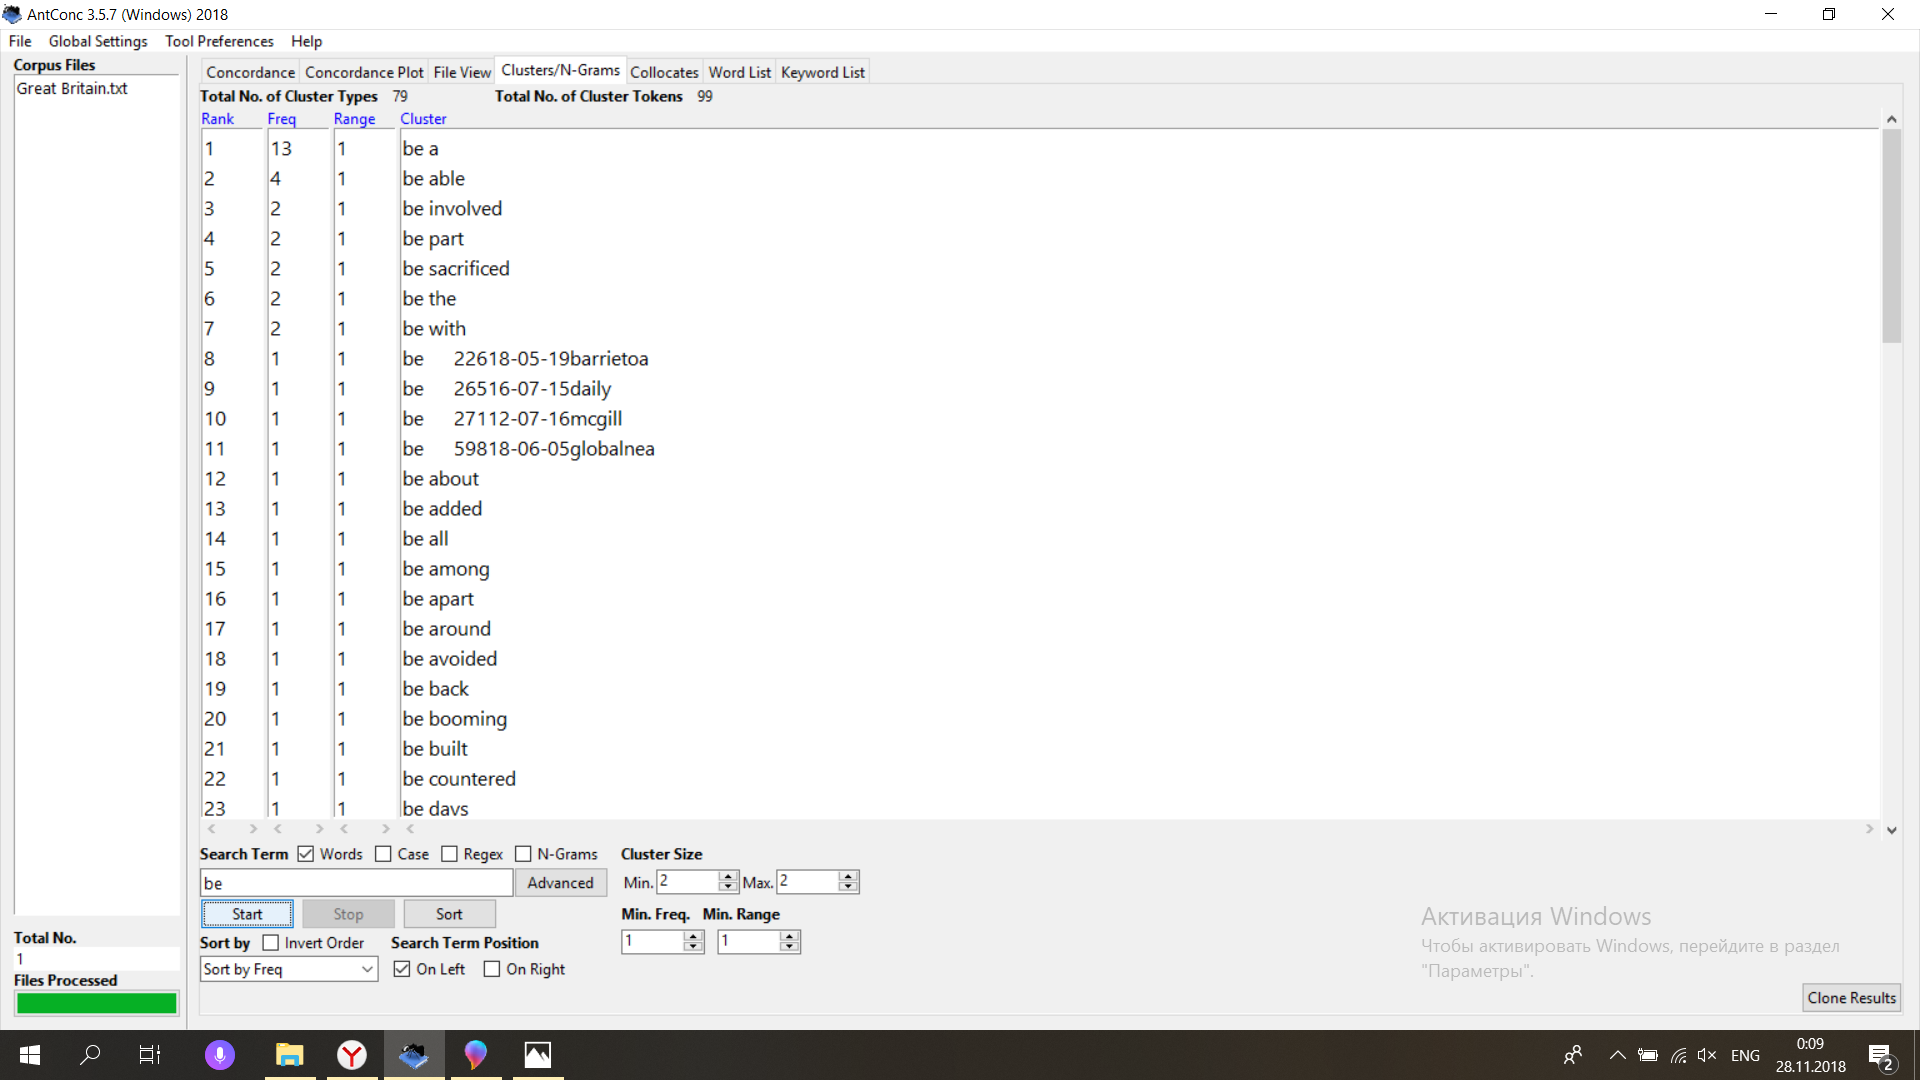 AntConc 3.5.7 (Windows) 2018
File Global Settings Tool Preferences Help
Corpus Files
Great Britain.txt
Concordance Concordance Plot File View Clusters/N-Grams Collocates Word List Keyword List
Total No. of Cluster Types 79 Total No. of Cluster Tokens 99
Rank Freq Range Cluster
1 13 1 be a
2 4 1 be able
3 2 1 be involved
4 2 1 be part
5 2 1 be sacrificed
6 2 1 be the
7 2 1 be with
8 1 1 be 22618-05-19barrietoa
9 1 1 be 26516-07-15daily
10 1 1 be 27112-07-16mcgill
11 1 1 be 59818-06-05globalnea
12 1 1 be about
13 1 1 be added
14 1 1 be all
15 1 1 be among
16 1 1 be apart
17 1 1 be around
18 1 1 be avoided
19 1 1 be back
20 1 1 be booming
21 1 1 be built
22 1 1 be countered
23 1 1 be days
Search Term Words Case Regex N-Grams Cluster Size
be Advanced Min. 2 Max. 2
Start Stop Sort Min. Freq. Min. Range
Sort by Invert Order Search Term Position 1 1
Sort by Freq On Left On Right
Total No.
1
Files Processed
Активация Windows
Чтобы активировать Windows, перейдите в раздел
"Параметры".
Clone Results
ENG 0:09
28.11.2018
2